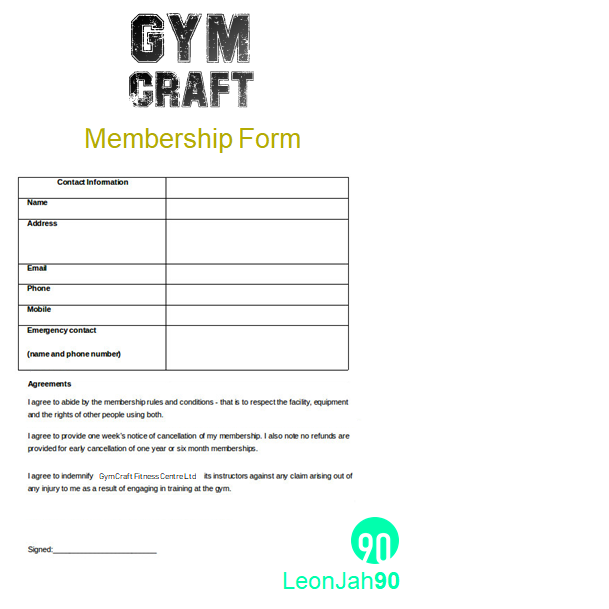 GYM
CRAFT
Membership Form
Contact Information
Name
Address
Email
Phone
Mobile
Emergency contact
(name and phone number)
Agreements
I agree to abide by the membership rules and conditions - that is to respect the facility, equipment
and the rights of other people using both.
I agree to provide one week's notice of cancellation of my membership. I also note no refunds are
provided for early cancellation of one year or six month memberships.
I agree to indemnify GymCraft Fitness Centre Ltd its instructors against any claim arising out of
any injury to me as a result of engaging in training at the gym.
Signed:__________________________
90
LeonJah90